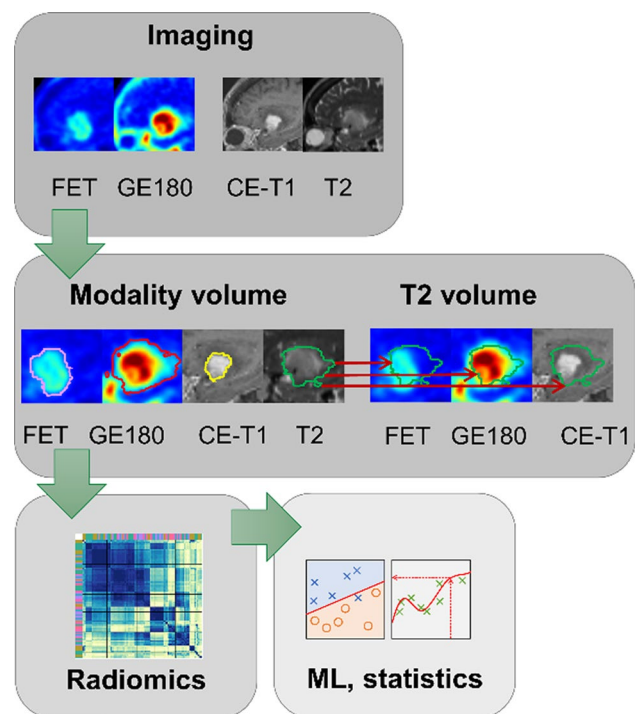 Imaging
FET GE180 CE-T1 T2
Modality volume T2 volume
FET GE180 CE-T1 T2 FET GE180 CE-T1
Radiomics
ML, statistics